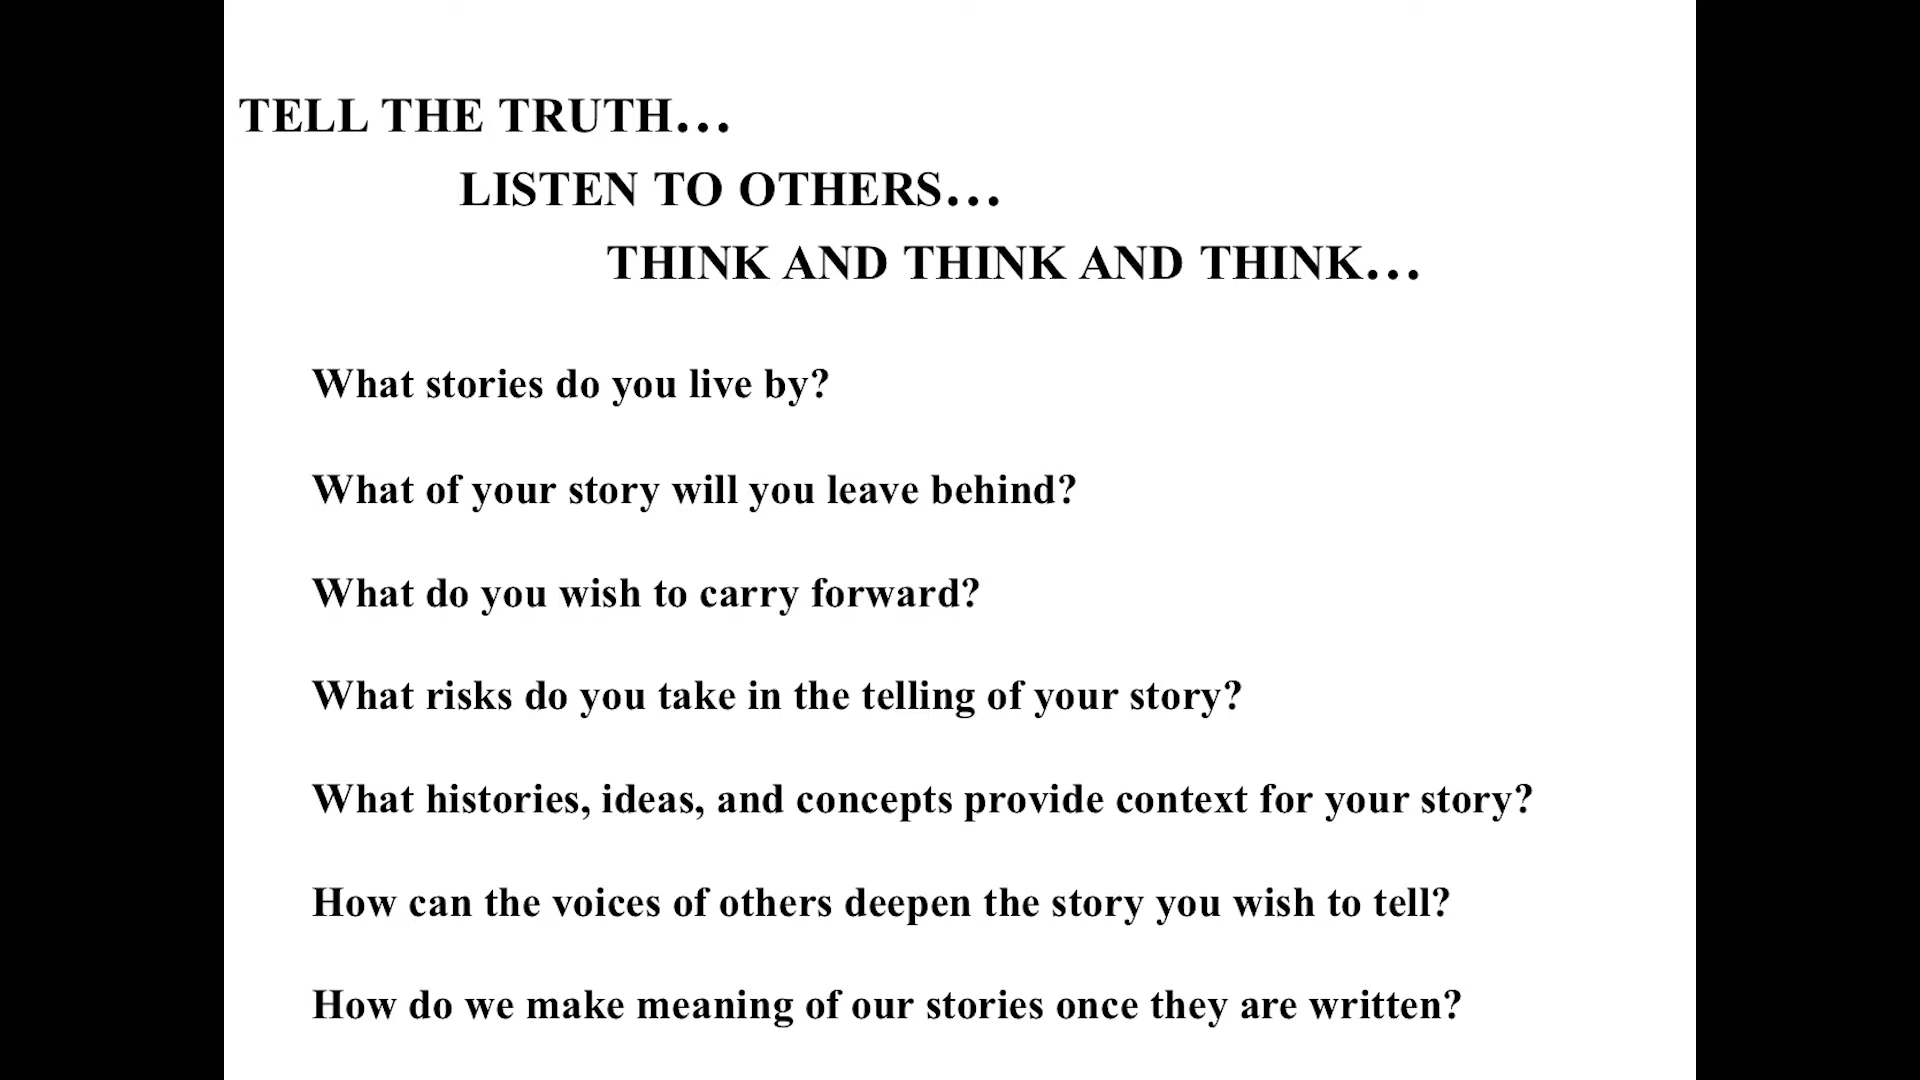 TELL THE TRUTH…
LISTEN TO OTHERS…
THINK AND THINK AND THINK…
What stories do you live by?
What of your story will you leave behind?
What do you wish to carry forward?
What risks do you take in the telling of your story?
What histories, ideas, and concepts provide context for your story?
How can the voices of others deepen the story you wish to tell?
How do we make meaning of our stories once they are written?